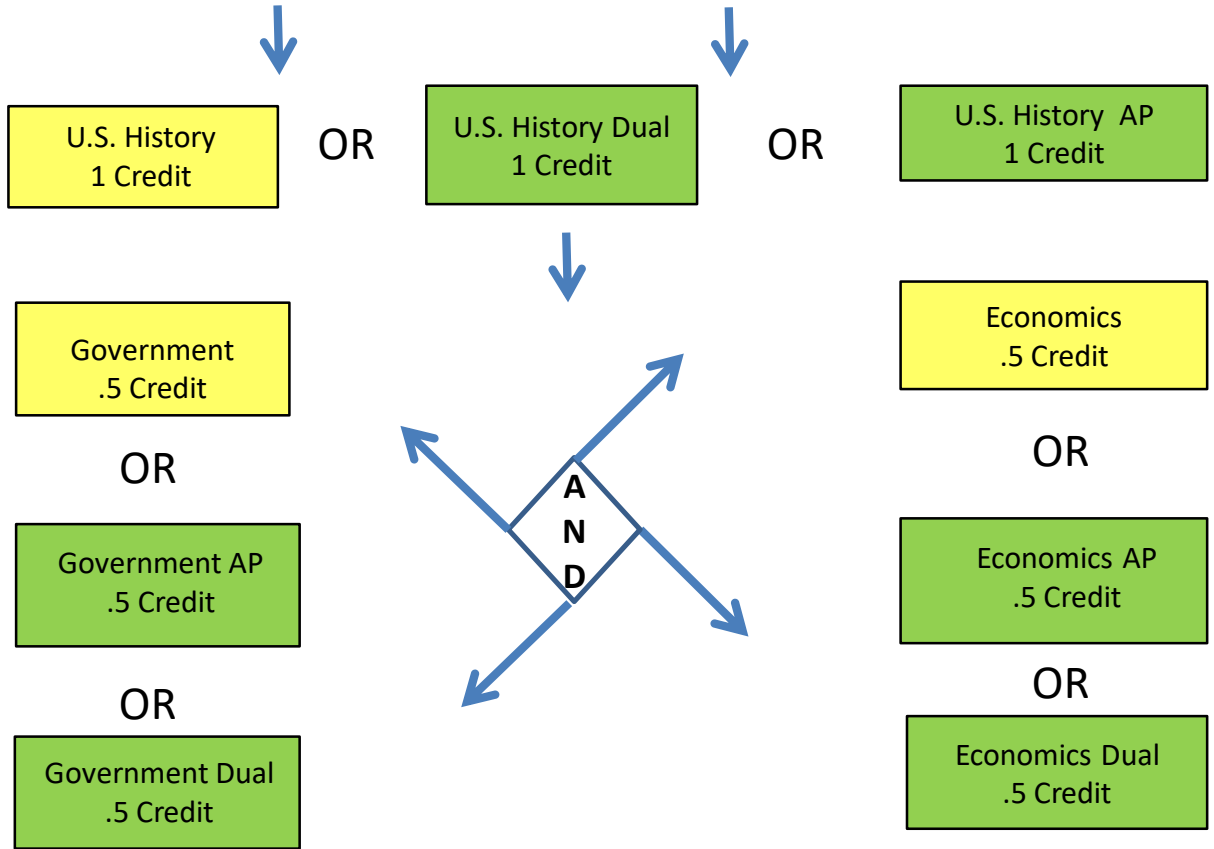 U.S. History
1 Credit
OR
U.S. History Dual
1 Credit
OR
U.S. History AP
1 Credit
Government
.5 Credit
OR
Government AP
.5 Credit
OR
Government Dual
.5 Credit
A
N
D
Economics
.5 Credit
OR
Economics AP
.5 Credit
OR
Economics Dual
.5 Credit